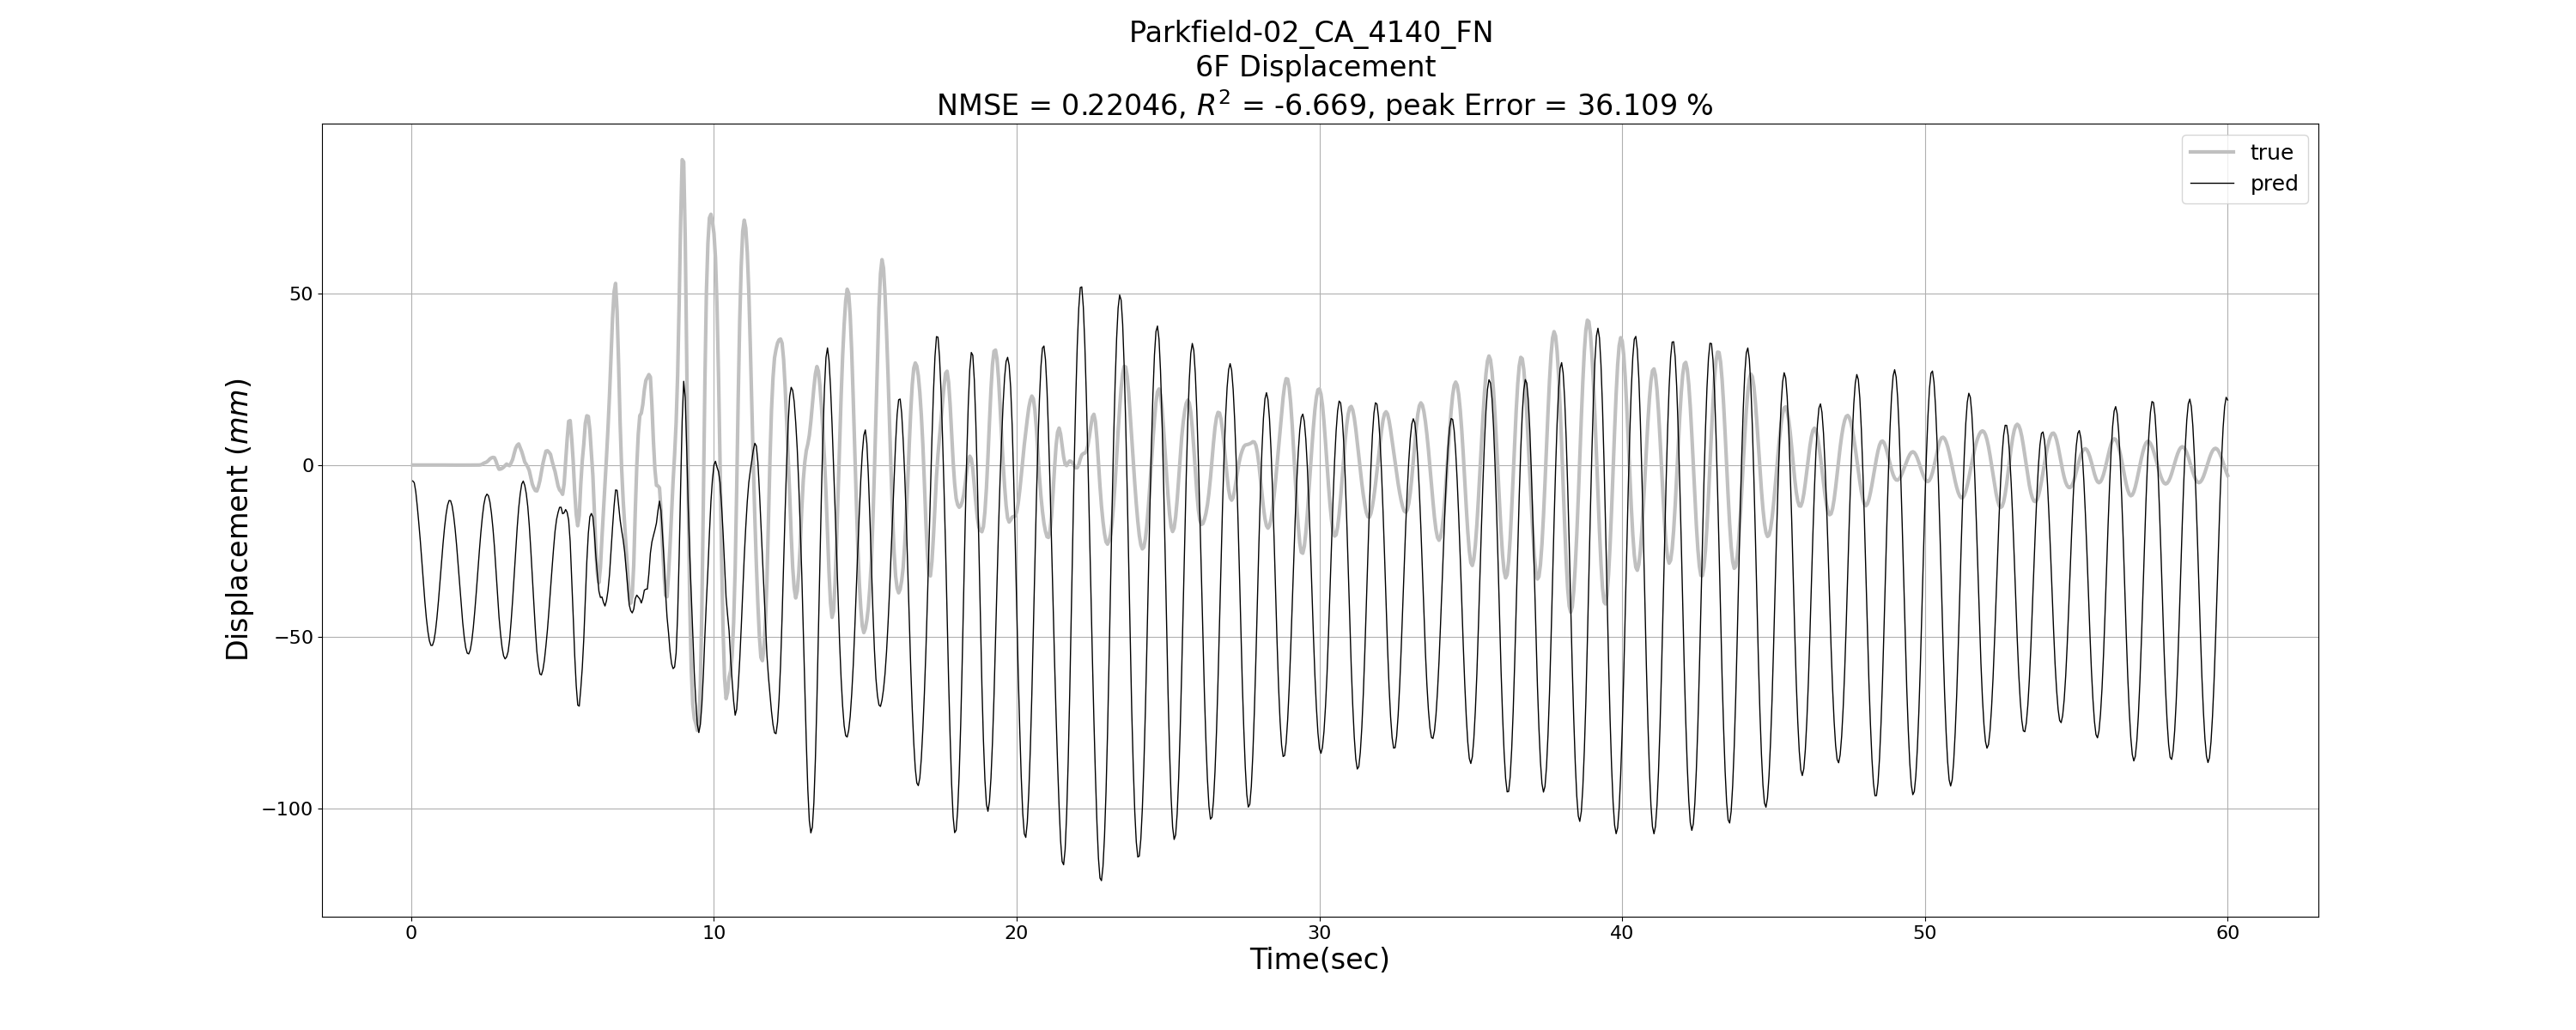 Parkfield-02_CA_4140_FN
6F Displacement
NMSE = 0.22046, R² = -6.669, peak Error = 36.109 %
true
pred
Displacement (mm)
50
0
−50
−100
0 10 20 30 40 50 60
Time(sec)